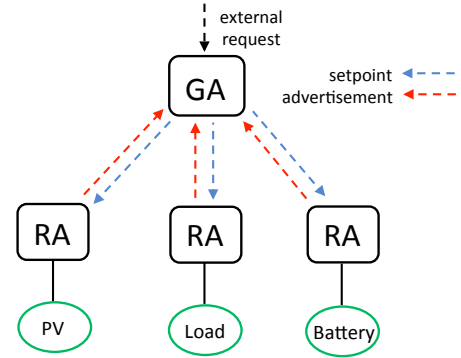 external
request
GA
setpoint
advertisement
RA
RA
RA
PV
Load
Battery